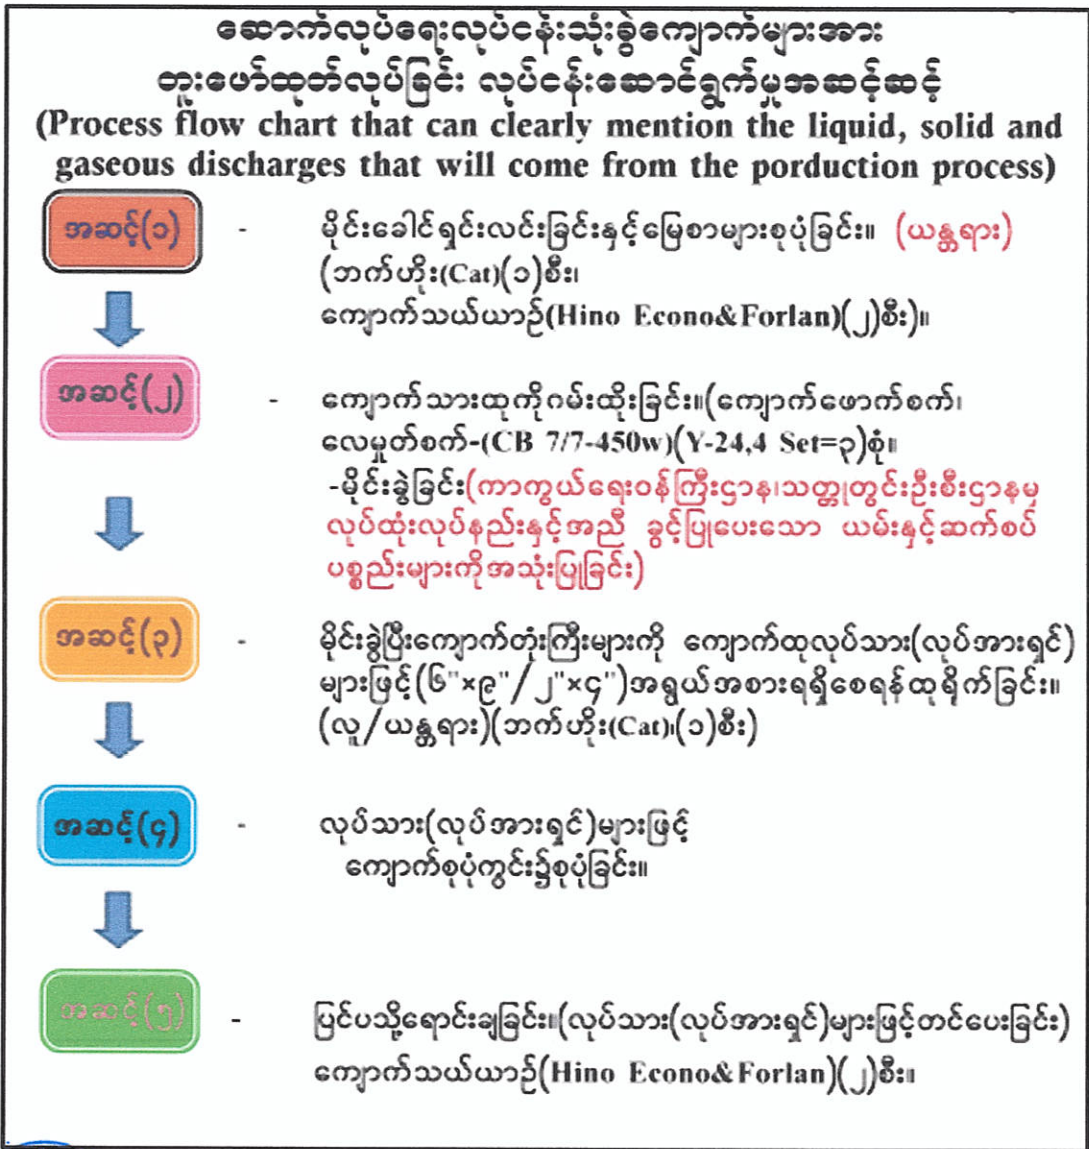 ဆောက်လုပ်ရေးလုပ်ငန်းသုံးခွဲကျောက်များအား
တူးဖော်ထုတ်လုပ်ခြင်း လုပ်ငန်းဆောင်ရွက်မှုအဆင့်ဆင့်
(Process flow chart that can clearly mention the liquid, solid and
gaseous discharges that will come from the porduction process)
အဆင့်(၁) - မိုင်းခေါင်ရှင်းလင်းခြင်းနှင့်မြေစာများစုပုံခြင်း။ (ယန္တရား)
(ဘက်ဟိုး(Cat)(၁)စီး၊
ကျောက်သယ်ယာဉ်(Hino Econo&Forlan)(၂)စီး)။
အဆင့်(၂) - ကျောက်သားထုကိုဂမ်းထိုးခြင်း။(ကျောက်ဖောက်စက်၊
လေမှုတ်စက်-(CB 7/7-450w)(Y-24,4 Set=၃)စုံ။
-မိုင်းခွဲခြင်း(ကာကွယ်ရေးဝန်ကြီးဌာန၊သတ္တုတွင်းဦးစီးဌာနမှ
လုပ်ထုံးလုပ်နည်းနှင့်အညီ ခွင့်ပြုပေးသော ယမ်းနှင့်ဆက်စပ်
ပစ္စည်းများကိုအသုံးပြုခြင်း)
အဆင့်(၃) - မိုင်းခွဲပြီးကျောက်တုံးကြီးများကို ကျောက်ထုလုပ်သား(လုပ်အားရှင်)
များဖြင့်(၆"×၉"/၂"×၄")အရွယ်အစားရရှိစေရန်ထုရိုက်ခြင်း။
(လူ/ယန္တရား)(ဘက်ဟိုး(Cat)၊(၁)စီး)
အဆင့်(၄) - လုပ်သား(လုပ်အားရှင်)များဖြင့်
ကျောက်စုပုံကွင်း၌စုပုံခြင်း။
အဆင့်(၅) - ပြင်ပသို့ရောင်းချခြင်း။(လုပ်သား(လုပ်အားရှင်)များဖြင့်တင်ပေးခြင်း)
ကျောက်သယ်ယာဉ်(Hino Econo&Forlan)(၂)စီး။